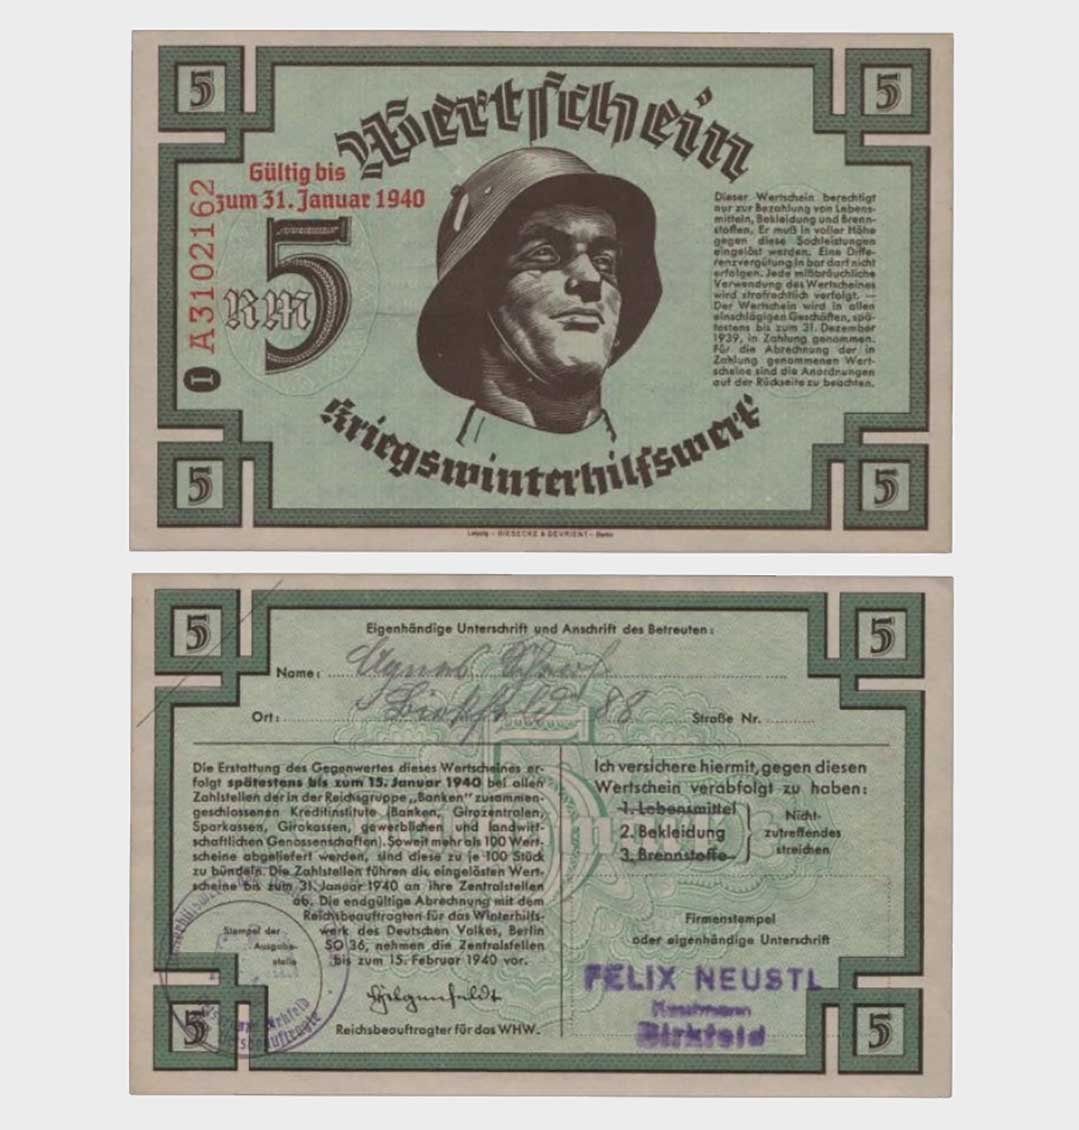 5
5
Wertschein
Gültig bis
zum 31. Januar 1940
5
RM
A3102162
I
Dieser Wertschein berechtigt
nur zur Bezahlung von Lebens-
mitteln, Bekleidung und Brenn-
stoffen. Er muß in voller Höhe
gegen diese Sachleistungen
eingelöst werden. Eine Diffe-
renzvergütung in bar darf nicht
erfolgen. Jede mißbräuchliche
Verwendung des Wertscheines
wird strafrechtlich verfolgt. —
Der Wertschein wird in allen
einschlägigen Geschäften, spä-
testens bis zum 31. Dezember
1939, in Zahlung genommen.
Für die Abrechnung der in
Zahlung genommenen Wert-
scheine sind die Anordnungen
auf der Rückseite zu beachten.
Kriegswinterhilfswerk
5
5
Leipzig - GIESECKE & DEVRIENT - Berlin
5
5
Eigenhändige Unterschrift und Anschrift des Betreuten:
Name: Agnes
Ort: Birkfeld 88 Straße Nr.
Die Erstattung des Gegenwertes dieses Wertscheines er-
folgt spätestens bis zum 15. Januar 1940 bei allen
Zahlstellen der in der Reichsgruppe „Banken" zusammen-
geschlossenen Kreditinstitute (Banken, Girozentralen,
Sparkassen, Girokassen, gewerblichen und landwirt-
schaftlichen Genossenschaften). Soweit mehr als 100 Wert-
scheine abgeliefert werden, sind diese zu je 100 Stück
zu bündeln. Die Zahlstellen führen die eingelösten Wert-
scheine bis zum 31. Januar 1940 an ihre Zentralstellen
ab. Die endgültige Abrechnung mit dem
Reichsbeauftragten für das Winterhilfs-
werk des Deutschen Volkes, Berlin
SO 36, nehmen die Zentralstellen
bis zum 15. Februar 1940 vor.
Hilgenfeldt
Reichsbeauftragter für das WHW.
Stempel der
Ausgabe-
stelle
Ich versichere hiermit, gegen diesen
Wertschein verabfolgt zu haben:
1. Lebensmittel
2. Bekleidung
3. Brennstoffe
Nicht-
zutreffendes
streichen
Firmenstempel
oder eigenhändige Unterschrift
FELIX NEUSTL
Kaufmann
Birkfeld
5
5